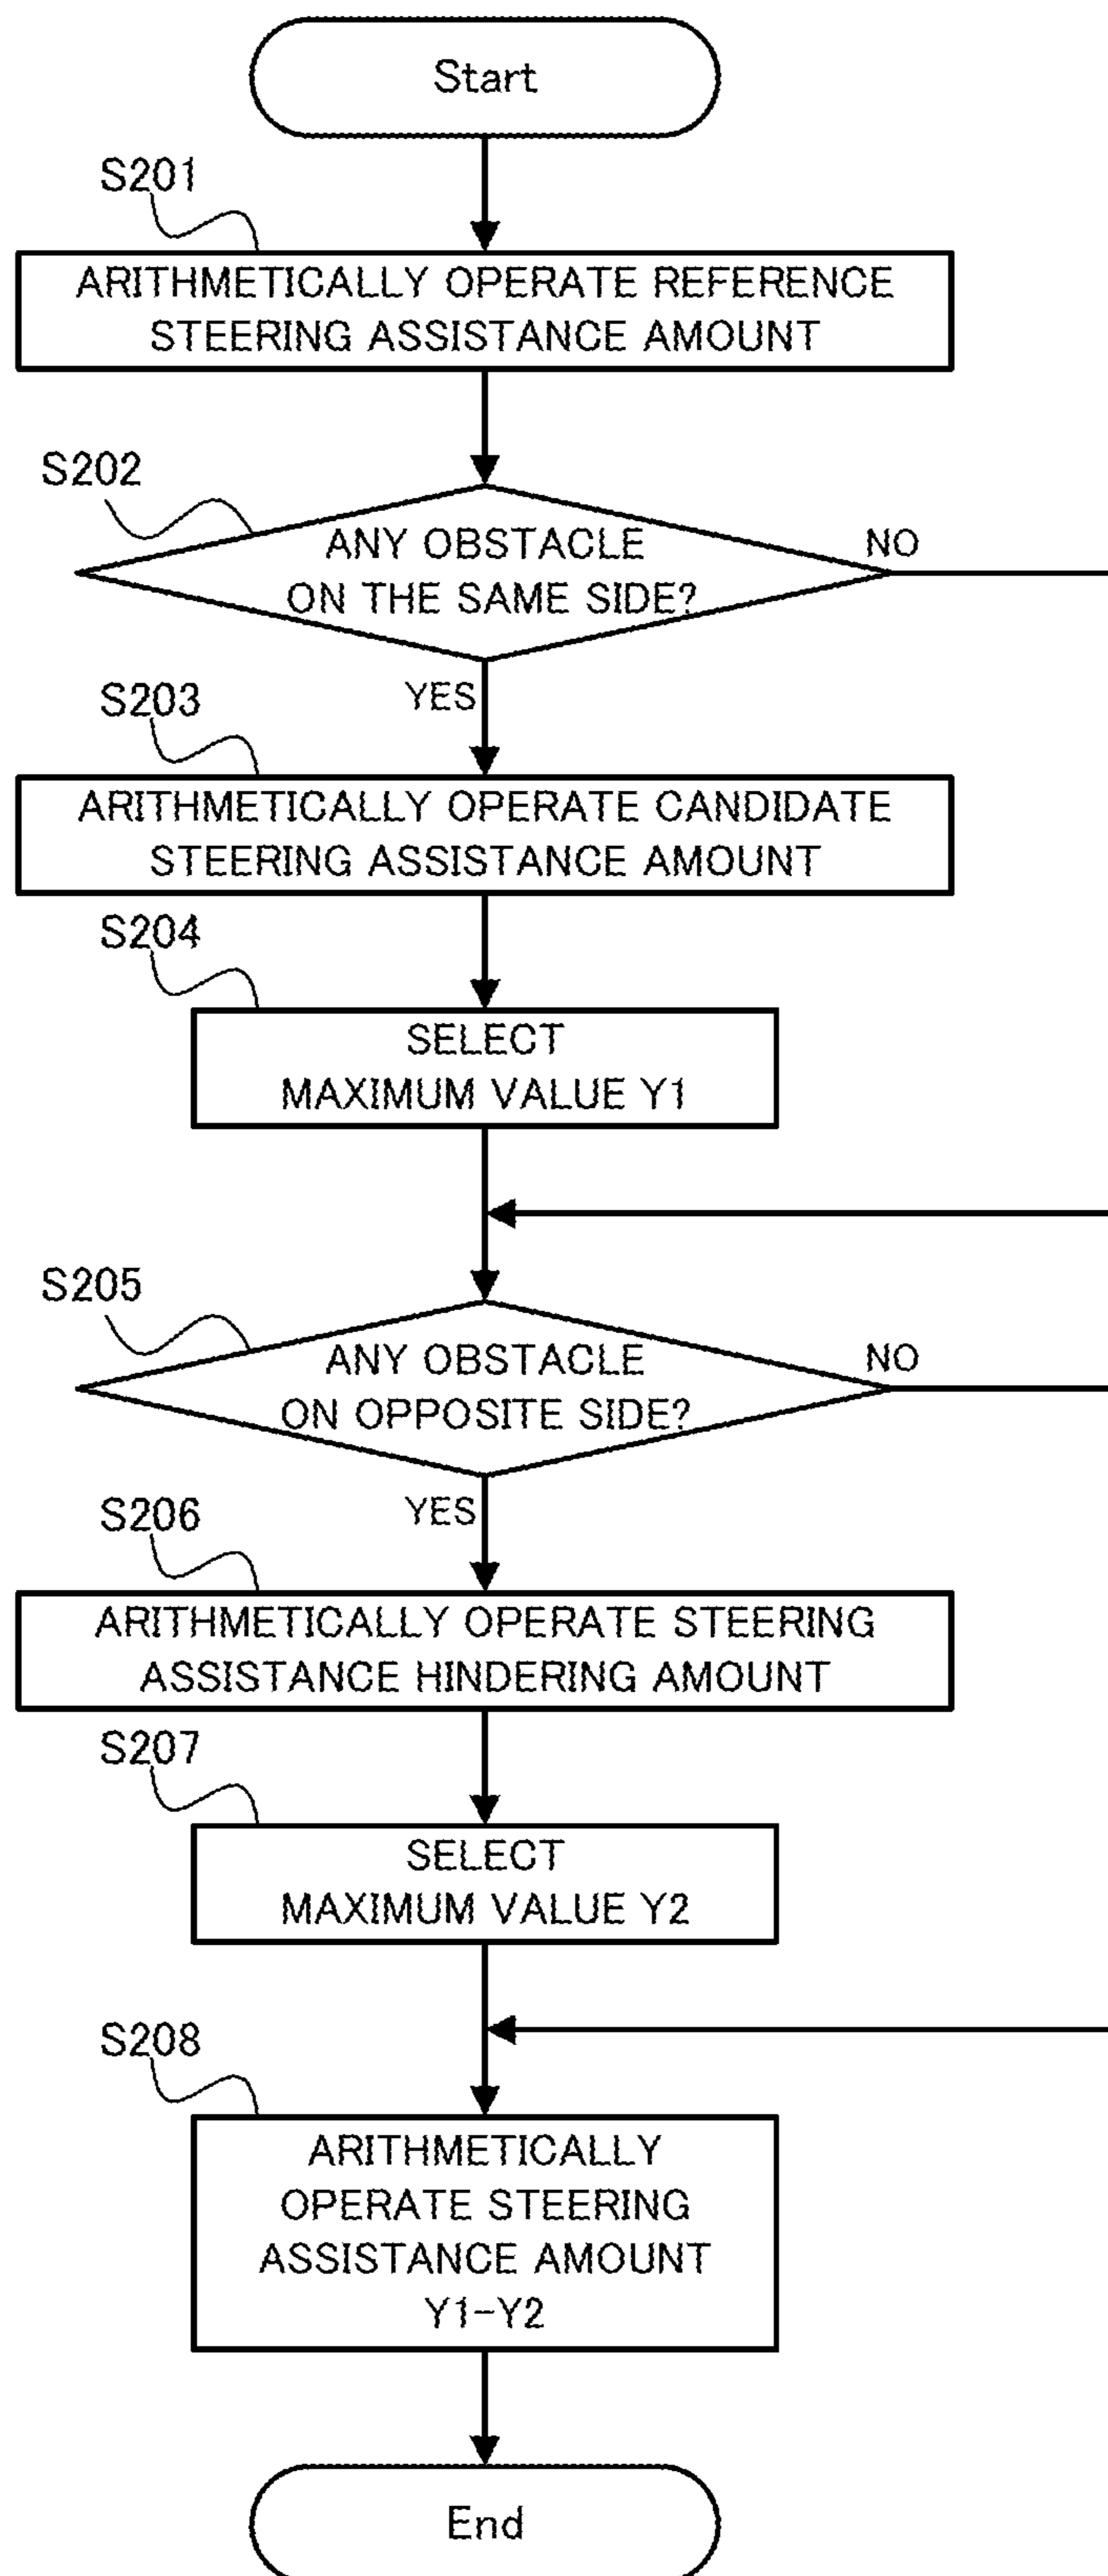 Start
S201
ARITHMETICALLY OPERATE REFERENCE
STEERING ASSISTANCE AMOUNT
S202
ANY OBSTACLE
ON THE SAME SIDE?
NO
YES
S203
ARITHMETICALLY OPERATE CANDIDATE
STEERING ASSISTANCE AMOUNT
S204
SELECT
MAXIMUM VALUE Y1
S205
ANY OBSTACLE
ON OPPOSITE SIDE?
NO
YES
S206
ARITHMETICALLY OPERATE STEERING
ASSISTANCE HINDERING AMOUNT
S207
SELECT
MAXIMUM VALUE Y2
S208
ARITHMETICALLY
OPERATE STEERING
ASSISTANCE AMOUNT
Y1-Y2
End